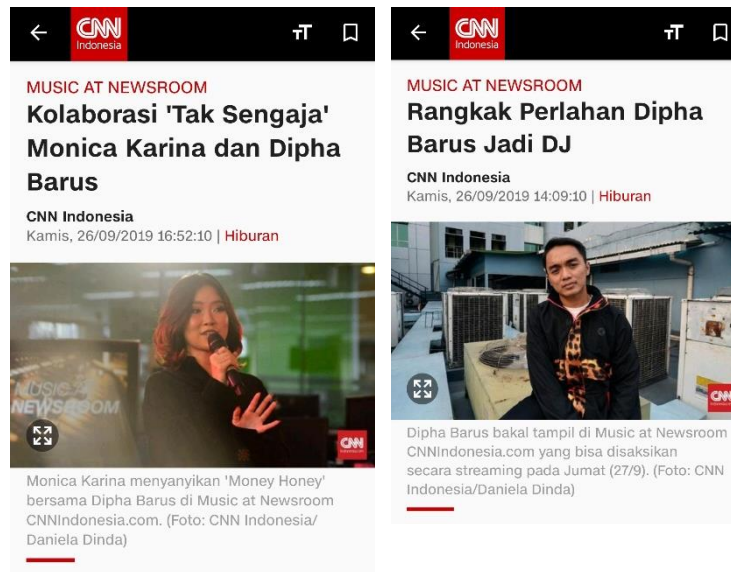 CNN
Indonesia
MUSIC AT NEWSROOM
Kolaborasi 'Tak Sengaja'
Monica Karina dan Dipha
Barus
CNN Indonesia
Kamis, 26/09/2019 16:52:10 | Hiburan
MUSIC AT
NEWSROOM
CNN
Monica Karina menyanyikan 'Money Honey'
bersama Dipha Barus di Music at Newsroom
CNNIndonesia.com. (Foto: CNN Indonesia/
Daniela Dinda)
CNN
Indonesia
MUSIC AT NEWSROOM
Rangkak Perlahan Dipha
Barus Jadi DJ
CNN Indonesia
Kamis, 26/09/2019 14:09:10 | Hiburan
CNN
Dipha Barus bakal tampil di Music at Newsroom
CNNIndonesia.com yang bisa disaksikan
secara streaming pada Jumat (27/9). (Foto: CNN
Indonesia/Daniela Dinda)